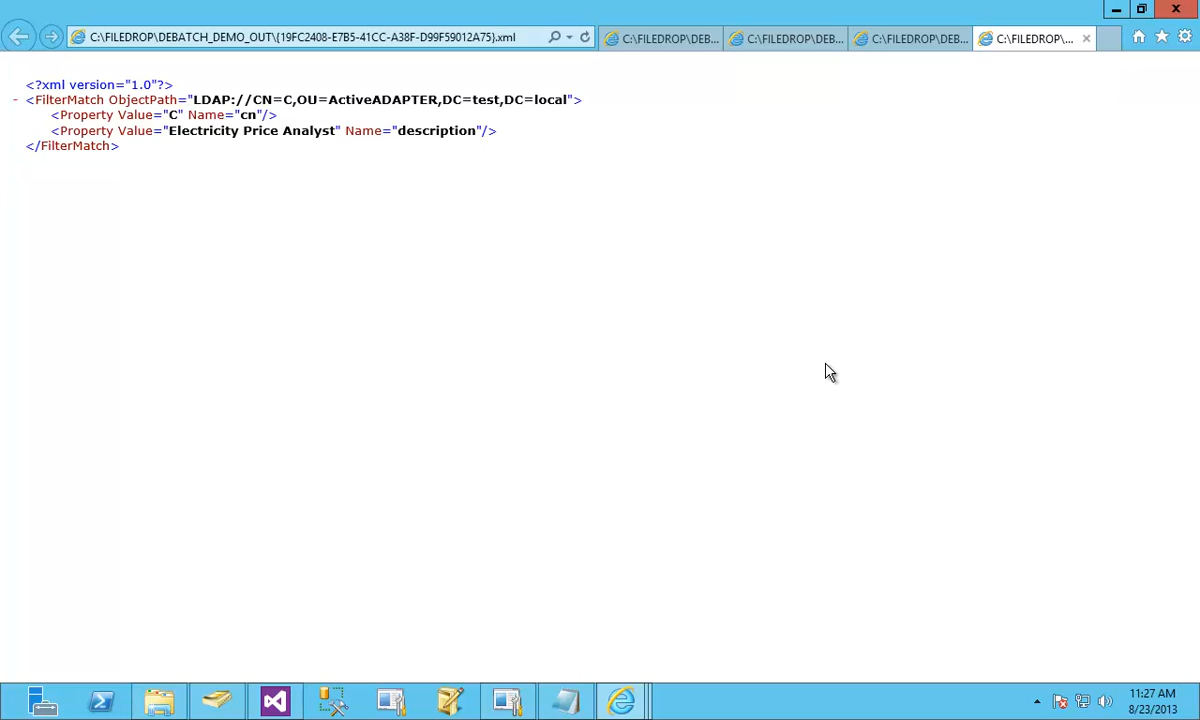 C:\FILEDROP\DEBATCH_DEMO_OUT\{19FC2408-E7B5-41CC-A38F-D99F59012A75}.xml
C:\FILEDROP\DEB...
C:\FILEDROP\DEB...
C:\FILEDROP\DEB...
C:\FILEDROP\...
<?xml version="1.0"?>
- <FilterMatch ObjectPath="LDAP://CN=C,OU=ActiveADAPTER,DC=test,DC=local">
<Property Value="C" Name="cn"/>
<Property Value="Electricity Price Analyst" Name="description"/>
</FilterMatch>
11:27 AM
8/23/2013